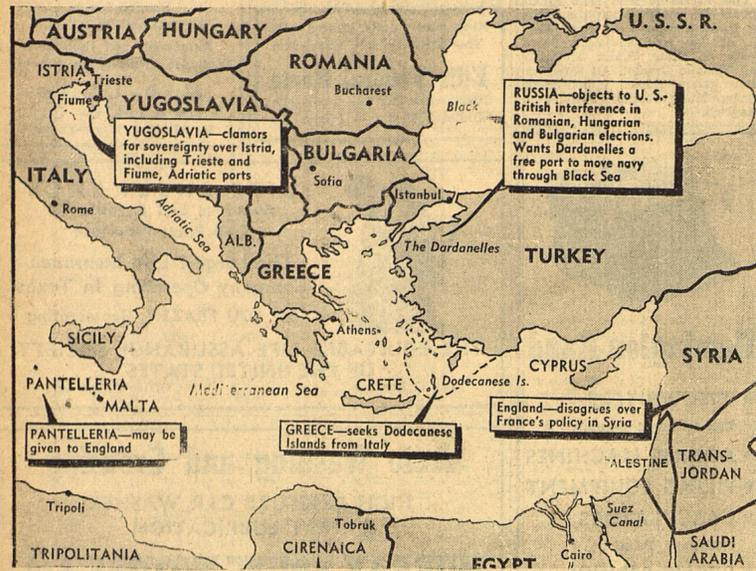 U. S. S. R.
AUSTRIA
HUNGARY
ROMANIA
Bucharest
ISTRIA
Trieste
Fiume
YUGOSLAVIA
Black
RUSSIA—objects to U. S.-
British interference in
Romanian, Hungarian
and Bulgarian elections.
Wants Dardanelles a
free port to move navy
through Black Sea
YUGOSLAVIA—clamors
for sovereignty over Istria,
including Trieste and
Fiume, Adriatic ports
BULGARIA
Sofia
ITALY
Rome
Istanbul
Adriatic Sea
ALB.
The Dardanelles
TURKEY
GREECE
Athens
SICILY
SYRIA
CYPRUS
PANTELLERIA
MALTA
Mediterranean Sea
CRETE
Dodecanese Is.
England—disagrees over
France's policy in Syria
PANTELLERIA—may be
given to England
GREECE—seeks Dodecanese
Islands from Italy
PALESTINE
TRANS-
JORDAN
Tripoli
Tobruk
Suez
Canal
TRIPOLITANIA
CIRENAICA
EGYPT
Cairo
SAUDI
ARABIA